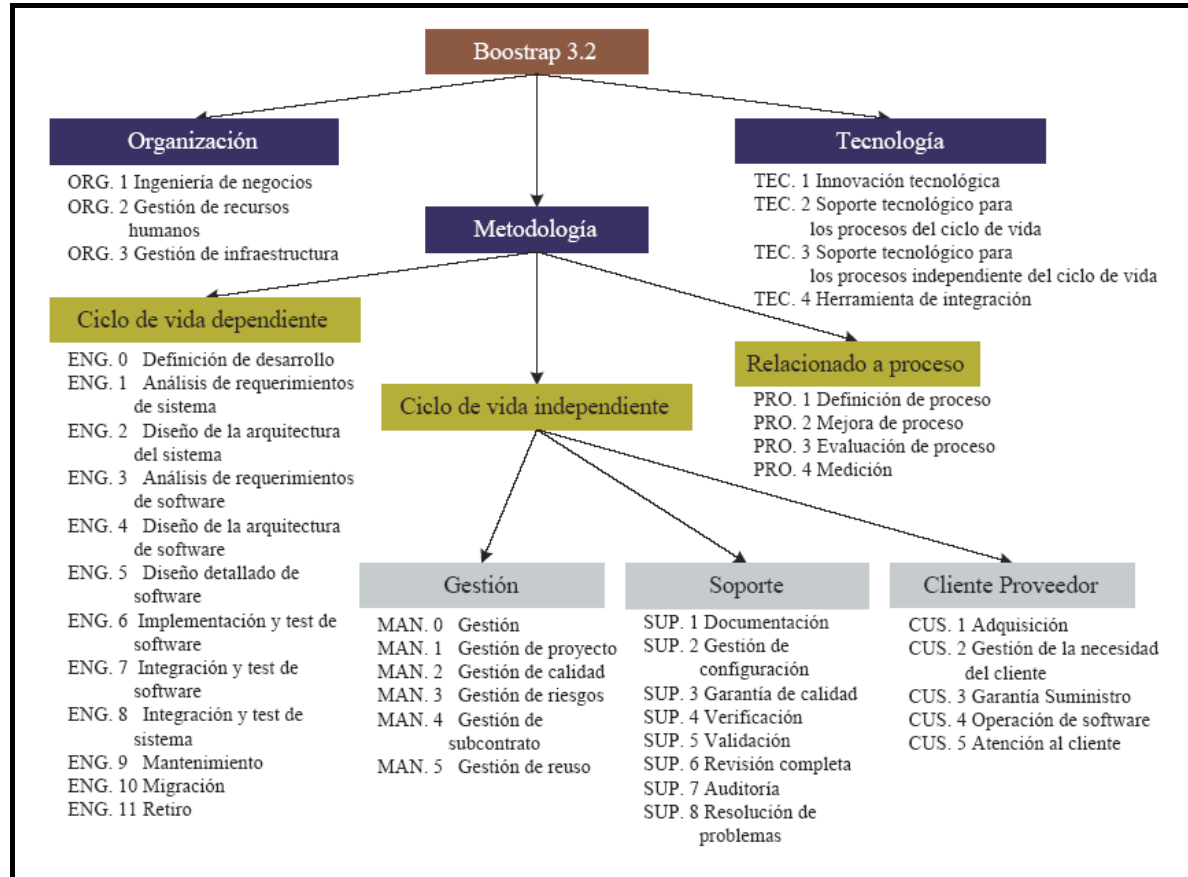 Boostrap 3.2
Organización
ORG. 1 Ingeniería de negocios
ORG. 2 Gestión de recursos
humanos
ORG. 3 Gestión de infraestructura
Tecnología
TEC. 1 Innovación tecnológica
TEC. 2 Soporte tecnológico para
los procesos del ciclo de vida
TEC. 3 Soporte tecnológico para
los procesos independiente del ciclo de vida
TEC. 4 Herramienta de integración
Metodología
Ciclo de vida dependiente
ENG. 0 Definición de desarrollo
ENG. 1 Análisis de requerimientos
de sistema
ENG. 2 Diseño de la arquitectura
del sistema
ENG. 3 Análisis de requerimientos
de software
ENG. 4 Diseño de la arquitectura
de software
ENG. 5 Diseño detallado de
software
ENG. 6 Implementación y test de
software
ENG. 7 Integración y test de
software
ENG. 8 Integración y test de
sistema
ENG. 9 Mantenimiento
ENG. 10 Migración
ENG. 11 Retiro
Ciclo de vida independiente
Relacionado a proceso
PRO. 1 Definición de proceso
PRO. 2 Mejora de proceso
PRO. 3 Evaluación de proceso
PRO. 4 Medición
Gestión
MAN. 0 Gestión
MAN. 1 Gestión de proyecto
MAN. 2 Gestión de calidad
MAN. 3 Gestión de riesgos
MAN. 4 Gestión de
subcontrato
MAN. 5 Gestión de reuso
Soporte
SUP. 1 Documentación
SUP. 2 Gestión de
configuración
SUP. 3 Garantía de calidad
SUP. 4 Verificación
SUP. 5 Validación
SUP. 6 Revisión completa
SUP. 7 Auditoría
SUP. 8 Resolución de
problemas
Cliente Proveedor
CUS. 1 Adquisición
CUS. 2 Gestión de la necesidad
del cliente
CUS. 3 Garantía Suministro
CUS. 4 Operación de software
CUS. 5 Atención al cliente